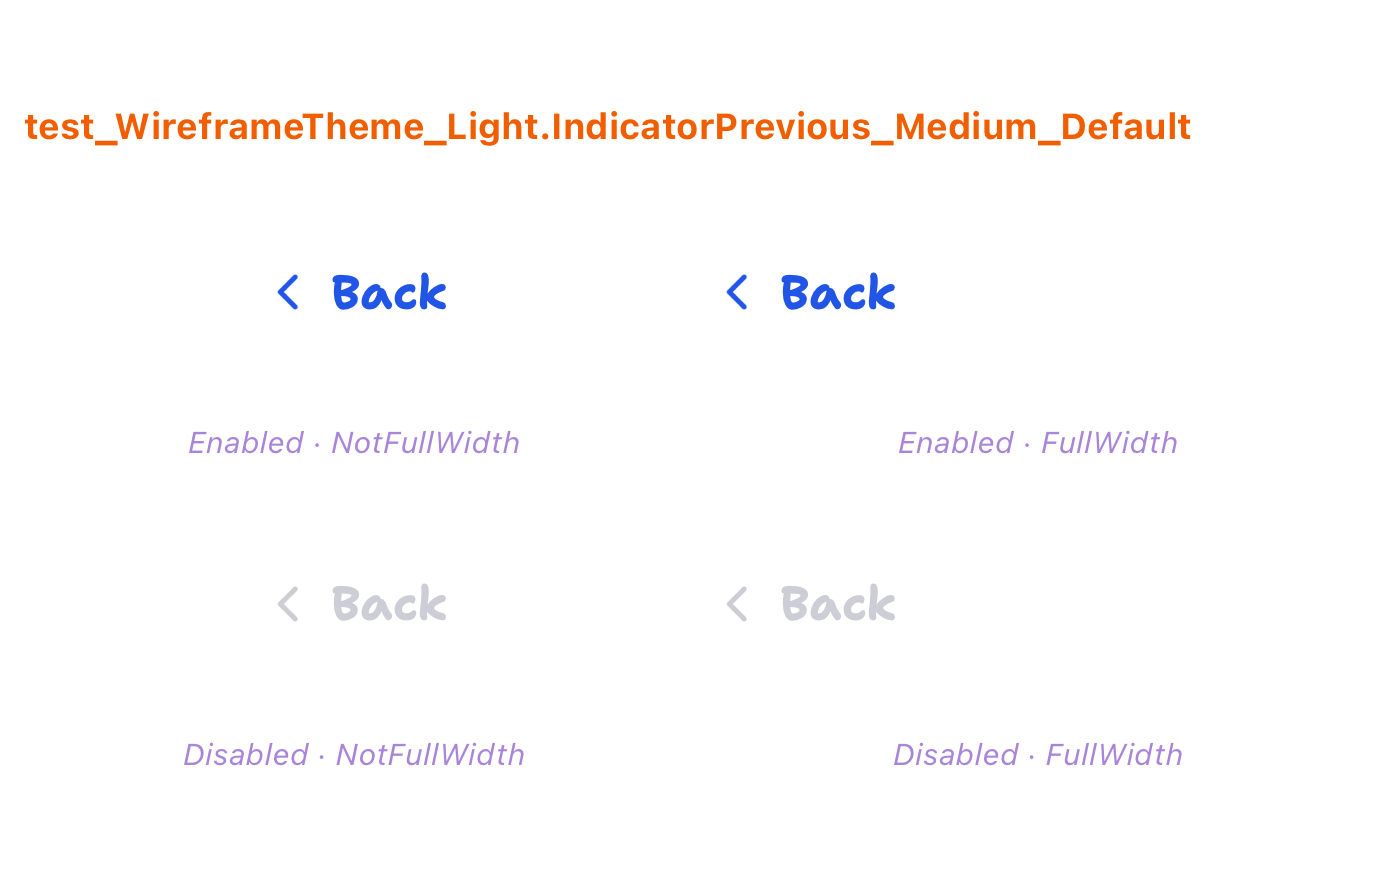 test_WireframeTheme_Light.IndicatorPrevious_Medium_Default
Back
Back
Enabled · NotFullWidth
Enabled · FullWidth
Back
Back
Disabled · NotFullWidth
Disabled · FullWidth